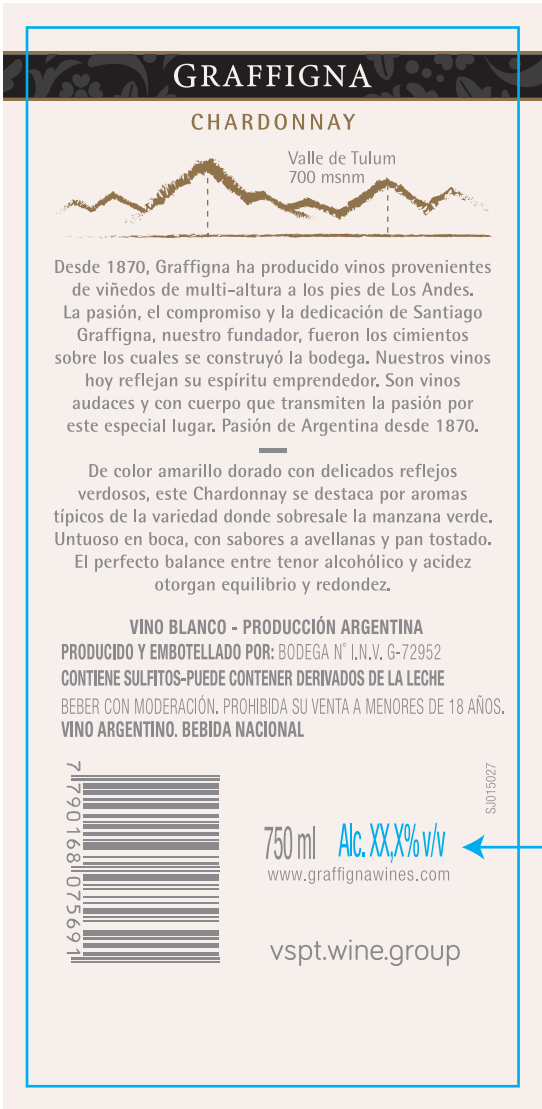 GRAFFIGNA
CHARDONNAY
Valle de Tulum
700 msnm
Desde 1870, Graffigna ha producido vinos provenientes
de viñedos de multi-altura a los pies de Los Andes.
La pasión, el compromiso y la dedicación de Santiago
Graffigna, nuestro fundador, fueron los cimientos
sobre los cuales se construyó la bodega. Nuestros vinos
hoy reflejan su espíritu emprendedor. Son vinos
audaces y con cuerpo que transmiten la pasión por
este especial lugar. Pasión de Argentina desde 1870.
De color amarillo dorado con delicados reflejos
verdosos, este Chardonnay se destaca por aromas
típicos de la variedad donde sobresale la manzana verde.
Untuoso en boca, con sabores a avellanas y pan tostado.
El perfecto balance entre tenor alcohólico y acidez
otorgan equilibrio y redondez.
VINO BLANCO - PRODUCCIÓN ARGENTINA
PRODUCIDO Y EMBOTELLADO POR: BODEGA N° I.N.V. G-72952
CONTIENE SULFITOS-PUEDE CONTENER DERIVADOS DE LA LECHE
BEBER CON MODERACIÓN. PROHIBIDA SU VENTA A MENORES DE 18 AÑOS.
VINO ARGENTINO. BEBIDA NACIONAL
7 790168 075691
SJ015027
750 ml Alc. XX,X% v/v
www.graffignawines.com
vspt.wine.group